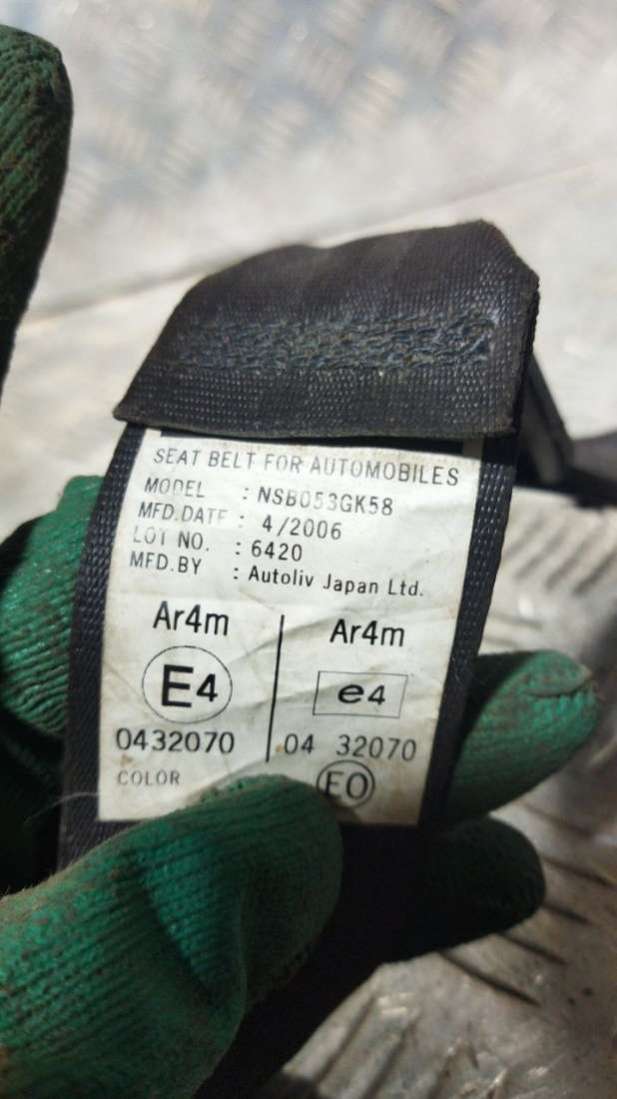 SEAT BELT FOR AUTOMOBILES
MODEL : NSB053GK58
MFD.DATE : 4/2006
LOT NO. : 6420
MFD.BY : Autoliv Japan Ltd.
Ar4m Ar4m
E4 e4
0432070 04 32070
COLOR EO